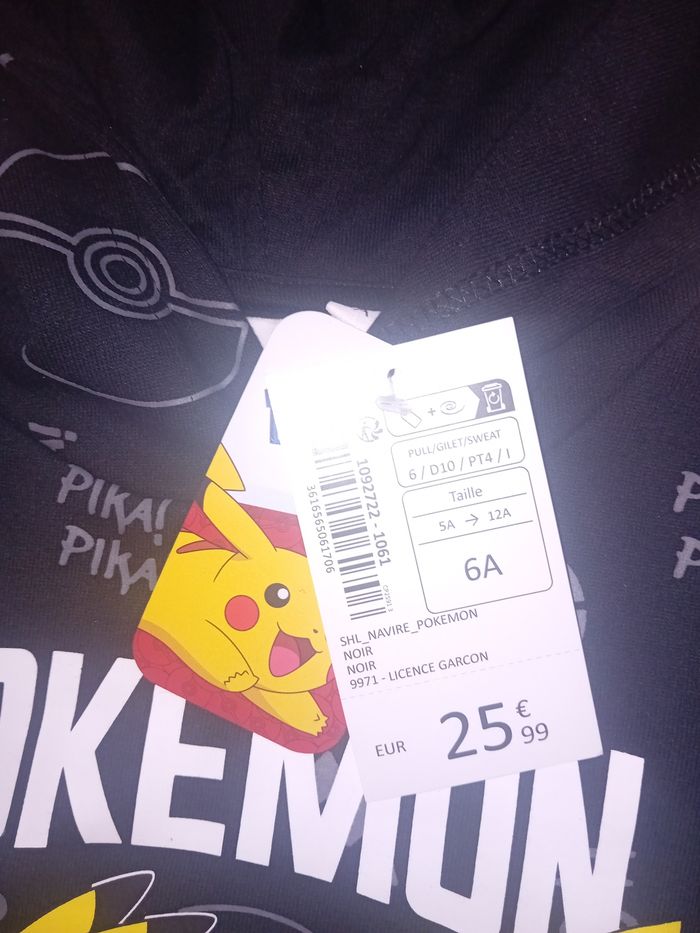 PIKA!
PIKA
+
PULL/GILET/SWEAT
6 / D10 / PT4 / I
Taille
5A → 12A
6A
1092722 - 1061
3616565061706
SHL_NAVIRE_POKEMON
NOIR
NOIR
9971 - LICENCE GARCON
EUR 25€99
POKEMON